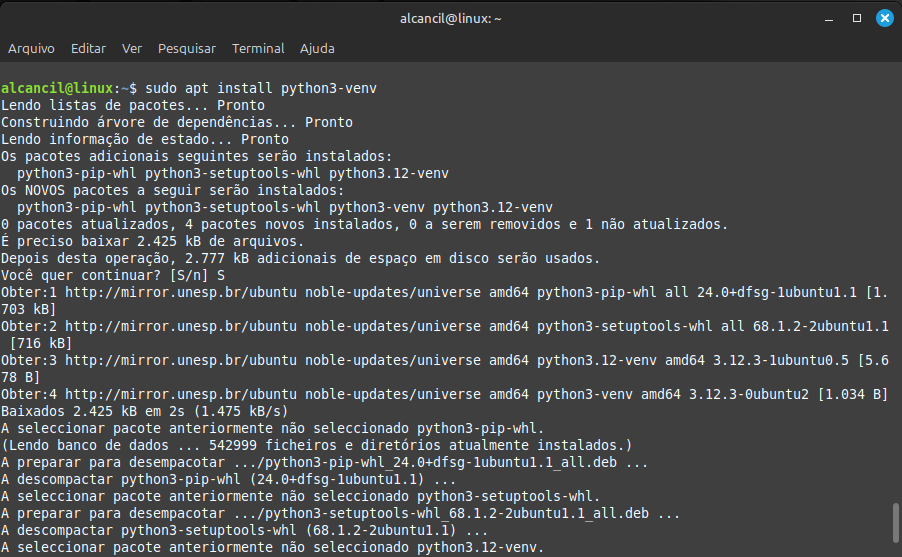 alcancil@linux: ~
Arquivo Editar Ver Pesquisar Terminal Ajuda
alcancil@linux:~$ sudo apt install python3-venv
Lendo listas de pacotes... Pronto
Construindo árvore de dependências... Pronto
Lendo informação de estado... Pronto
Os pacotes adicionais seguintes serão instalados:
  python3-pip-whl python3-setuptools-whl python3.12-venv
Os NOVOS pacotes a seguir serão instalados:
  python3-pip-whl python3-setuptools-whl python3-venv python3.12-venv
0 pacotes atualizados, 4 pacotes novos instalados, 0 a serem removidos e 1 não atualizados.
É preciso baixar 2.425 kB de arquivos.
Depois desta operação, 2.777 kB adicionais de espaço em disco serão usados.
Você quer continuar? [S/n] S
Obter:1 http://mirror.unesp.br/ubuntu noble-updates/universe amd64 python3-pip-whl all 24.0+dfsg-1ubuntu1.1 [1.
703 kB]
Obter:2 http://mirror.unesp.br/ubuntu noble-updates/universe amd64 python3-setuptools-whl all 68.1.2-2ubuntu1.1
 [716 kB]
Obter:3 http://mirror.unesp.br/ubuntu noble-updates/universe amd64 python3.12-venv amd64 3.12.3-1ubuntu0.5 [5.6
78 B]
Obter:4 http://mirror.unesp.br/ubuntu noble-updates/universe amd64 python3-venv amd64 3.12.3-0ubuntu2 [1.034 B]
Baixados 2.425 kB em 2s (1.475 kB/s)
A seleccionar pacote anteriormente não seleccionado python3-pip-whl.
(Lendo banco de dados ... 542999 ficheiros e diretórios atualmente instalados.)
A preparar para desempacotar .../python3-pip-whl_24.0+dfsg-1ubuntu1.1_all.deb ...
A descompactar python3-pip-whl (24.0+dfsg-1ubuntu1.1) ...
A seleccionar pacote anteriormente não seleccionado python3-setuptools-whl.
A preparar para desempacotar .../python3-setuptools-whl_68.1.2-2ubuntu1.1_all.deb ...
A descompactar python3-setuptools-whl (68.1.2-2ubuntu1.1) ...
A seleccionar pacote anteriormente não seleccionado python3.12-venv.